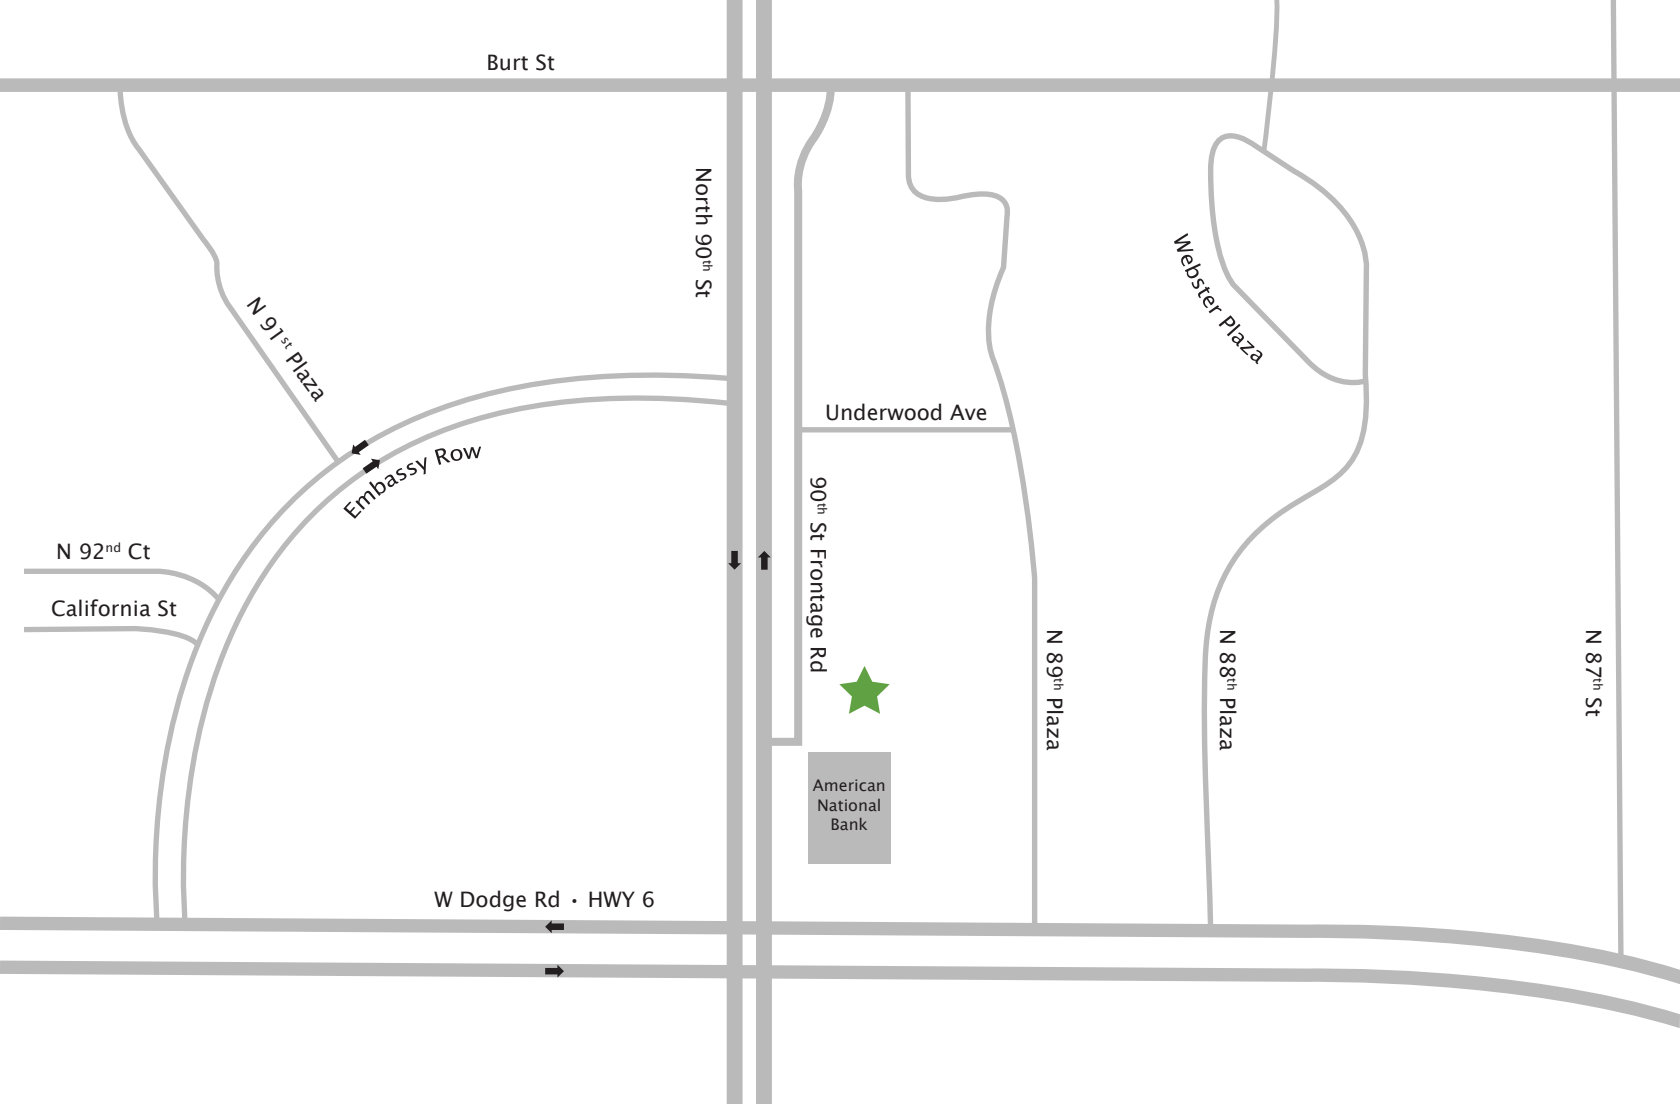 Burt St
North 90th St
N 91st Plaza
Webster Plaza
Underwood Ave
Embassy Row
90th St Frontage Rd
N 92nd Ct
California St
N 89th Plaza
N 88th Plaza
N 87th St
American
National
Bank
W Dodge Rd • HWY 6